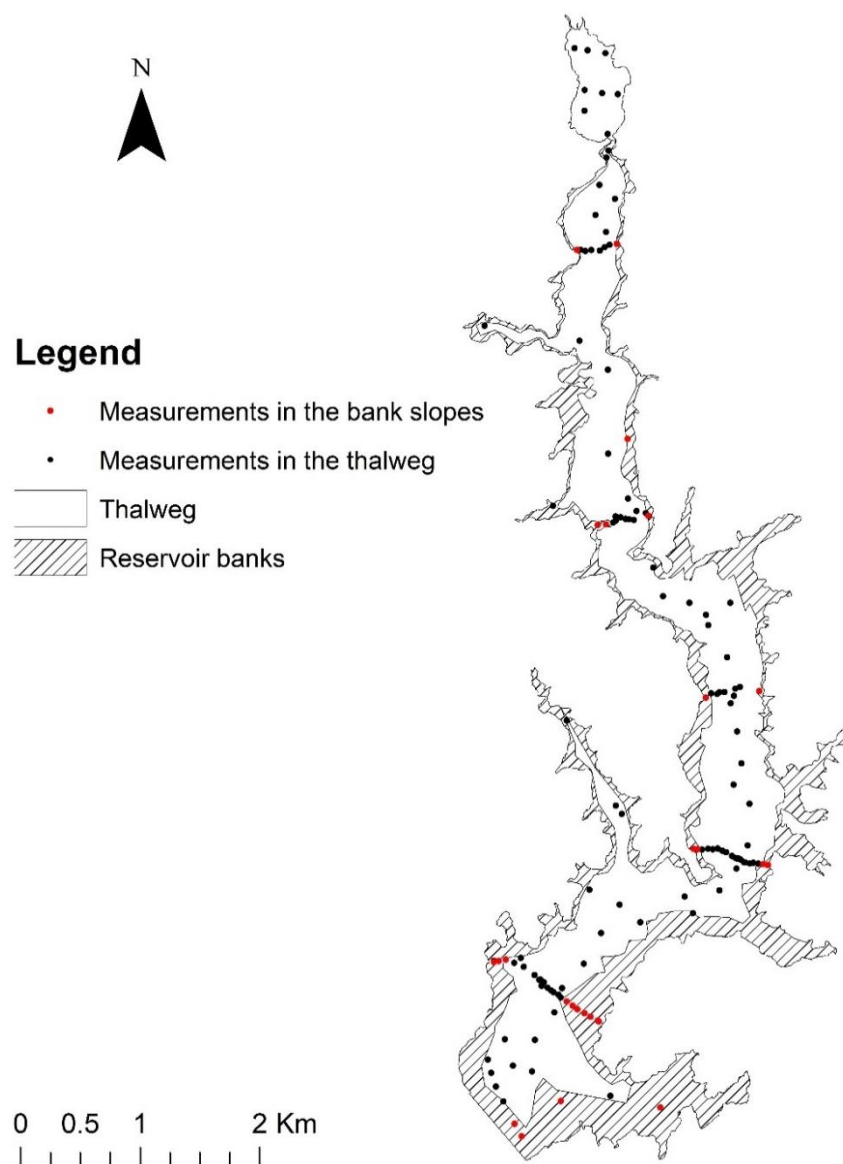 N
Legend
Measurements in the bank slopes
Measurements in the thalweg
Thalweg
Reservoir banks
0 0.5 1 2 Km